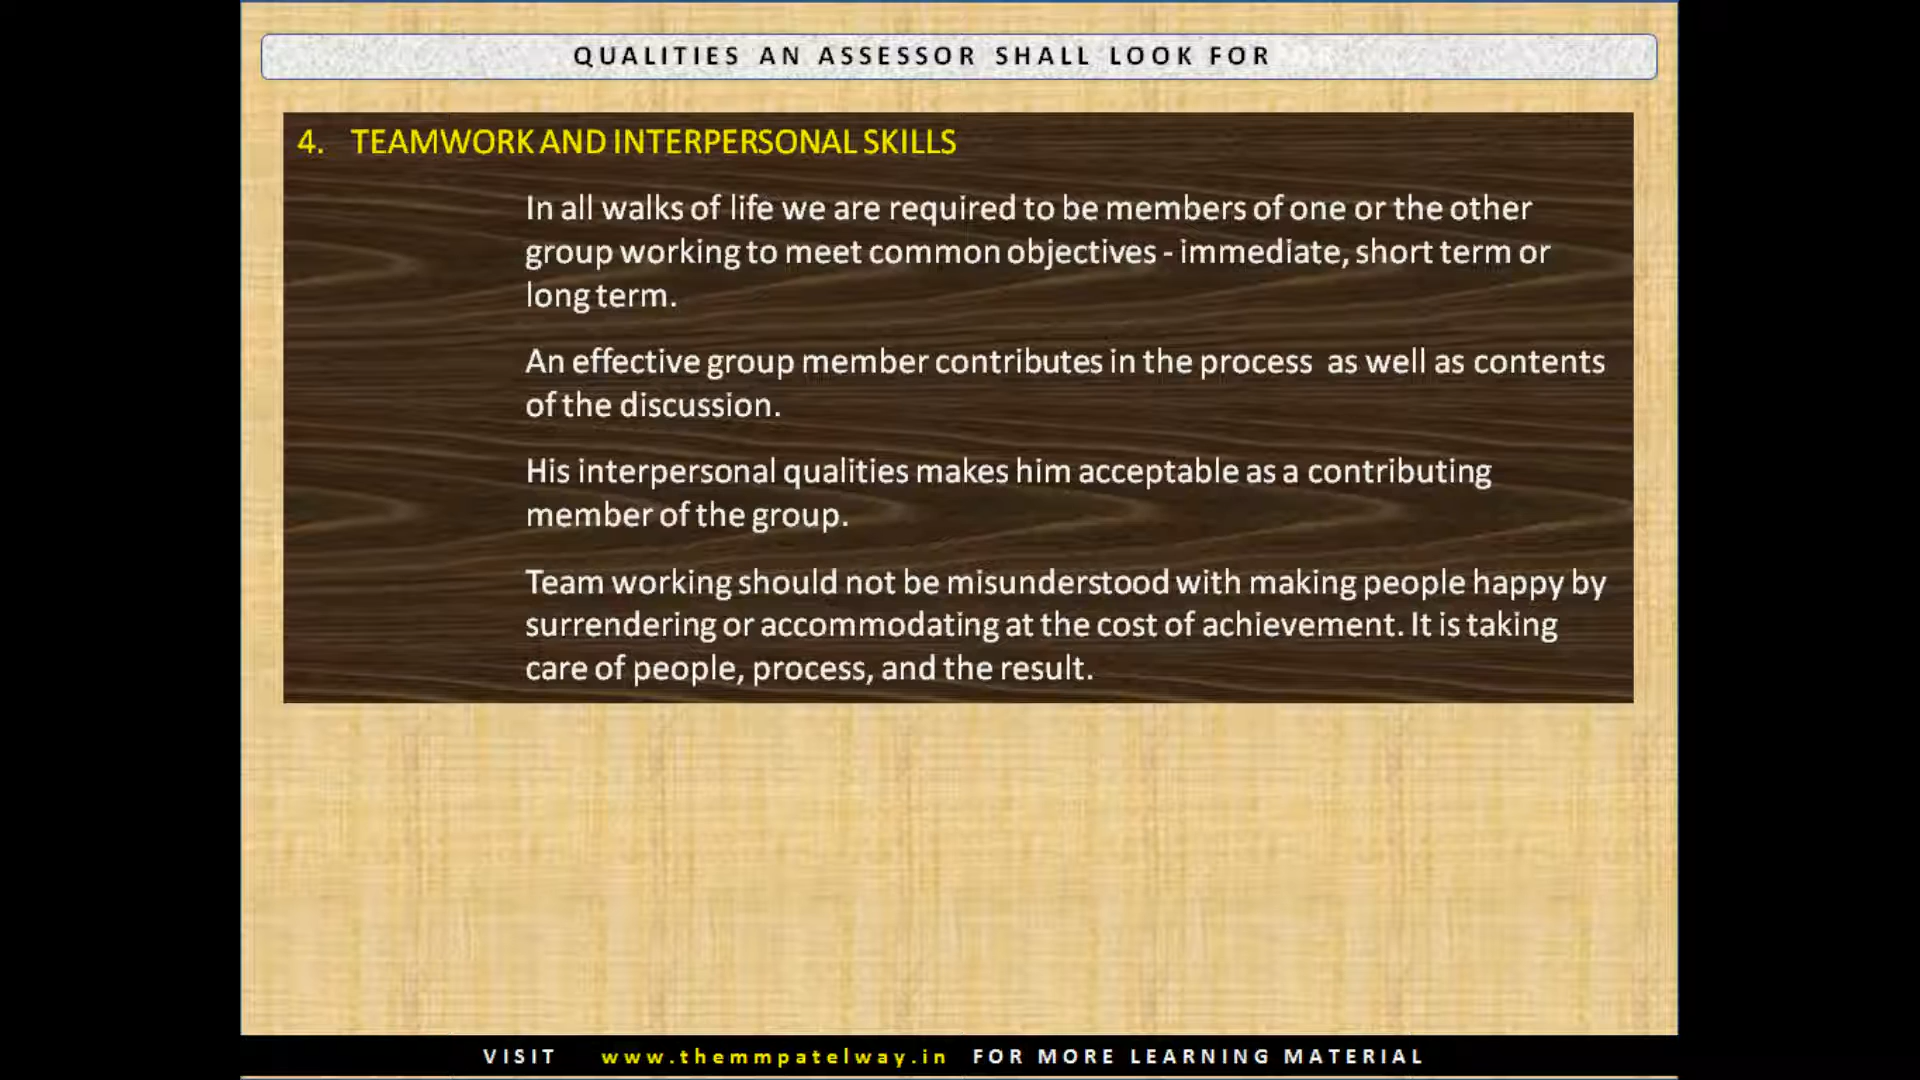 QUALITIES AN ASSESSOR SHALL LOOK FOR
4. TEAMWORK AND INTERPERSONAL SKILLS
In all walks of life we are required to be members of one or the other
group working to meet common objectives - immediate, short term or
long term.
An effective group member contributes in the process as well as contents
of the discussion.
His interpersonal qualities makes him acceptable as a contributing
member of the group.
Team working should not be misunderstood with making people happy by
surrendering or accommodating at the cost of achievement. It is taking
care of people, process, and the result.
VISIT www.themmpatelway.in FOR MORE LEARNING MATERIAL